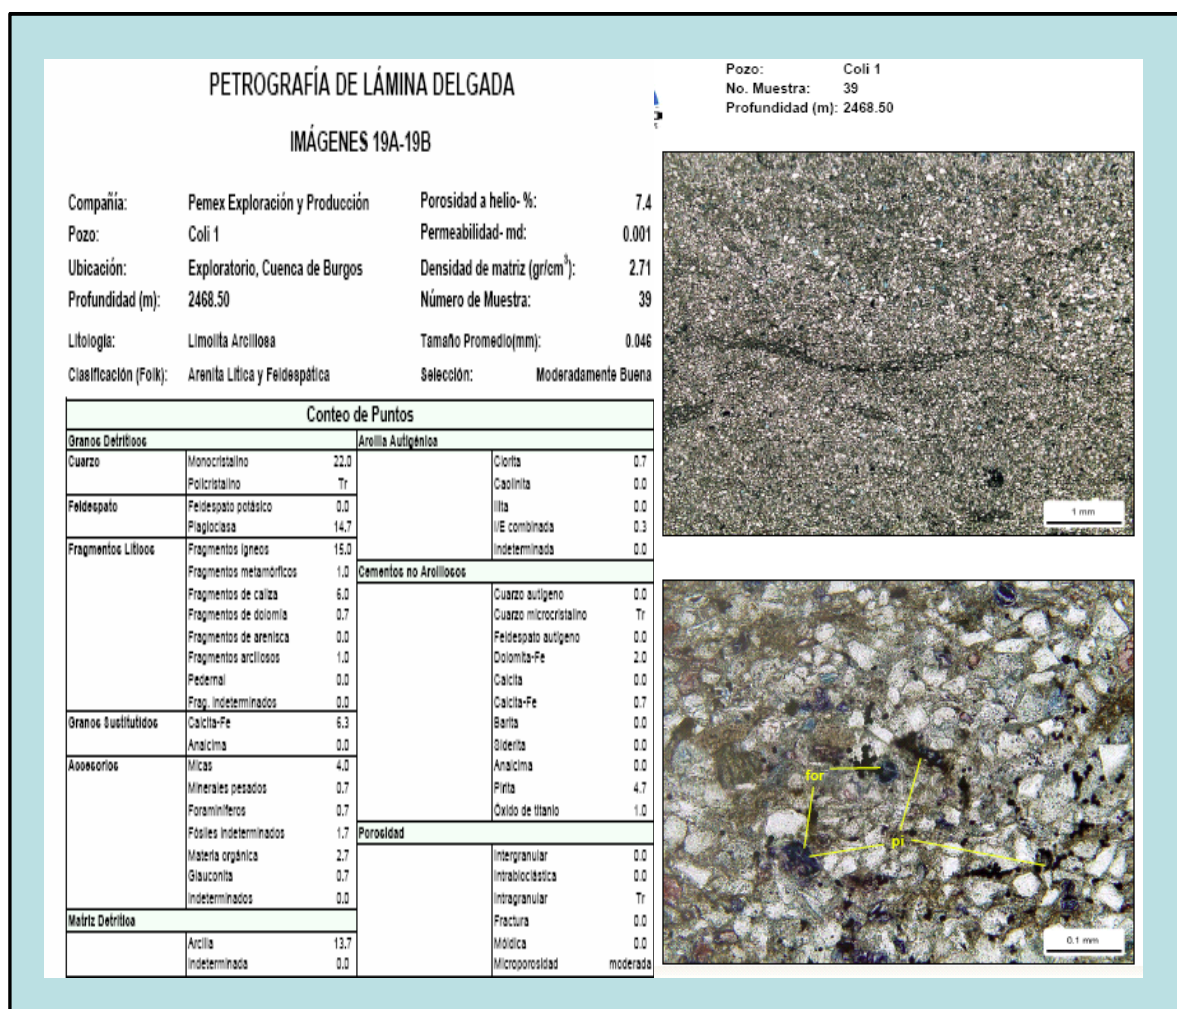 PETROGRAFÍA DE LÁMINA DELGADA
IMÁGENES 19A-19B
Compañía: Pemex Exploración y Producción Porosidad a helio- %: 7.4
Pozo: Coli 1 Permeabilidad- md: 0.001
Ubicación: Exploratorio, Cuenca de Burgos Densidad de matriz (gr/cm³): 2.71
Profundidad (m): 2468.50 Número de Muestra: 39
Litología: Limolita Arcillosa Tamaño Promedio(mm): 0.046
Clasificación (Folk): Arenita Lítica y Feldespática Selección: Moderadamente Buena
Conteo de Puntos
Granos Detríticos
Cuarzo Monocristalino 22.0
Policristalino Tr
Feldespato Feldespato potásico 0.0
Plagioclasa 14.7
Fragmentos Líticos Fragmentos ígneos 15.0
Fragmentos metamórficos 1.0
Fragmentos de caliza 6.0
Fragmentos de dolomía 0.7
Fragmentos de arenisca 0.0
Fragmentos arcillosos 1.0
Pedernal 0.0
Frag. Indeterminados 0.0
Granos Sustitutidos Calcita-Fe 6.3
Analcima 0.0
Accesorios Micas 4.0
Minerales pesados 0.7
Foraminíferos 0.7
Fósiles Indeterminados 1.7
Materia orgánica 2.7
Glauconita 0.7
Indeterminados 0.0
Matriz Detrítica
Arcilla 13.7
Indeterminada 0.0
Arcilla Autigénica
Clorita 0.7
Caolinita 0.0
Ilita 0.0
I/E combinada 0.3
Indeterminada 0.0
Cementos no Arcillosos
Cuarzo autígeno 0.0
Cuarzo microcristalino Tr
Feldespato autígeno 0.0
Dolomita-Fe 2.0
Calcita 0.0
Calcita-Fe 0.7
Barita 0.0
Siderita 0.0
Analcima 0.0
Pirita 4.7
Óxido de titanio 1.0
Porosidad
Intergranular 0.0
Intrabioclástica 0.0
Intragranular Tr
Fractura 0.0
Móldica 0.0
Microporosidad moderada
Pozo: Coli 1
No. Muestra: 39
Profundidad (m): 2468.50
1 mm
for
pi
0.1 mm